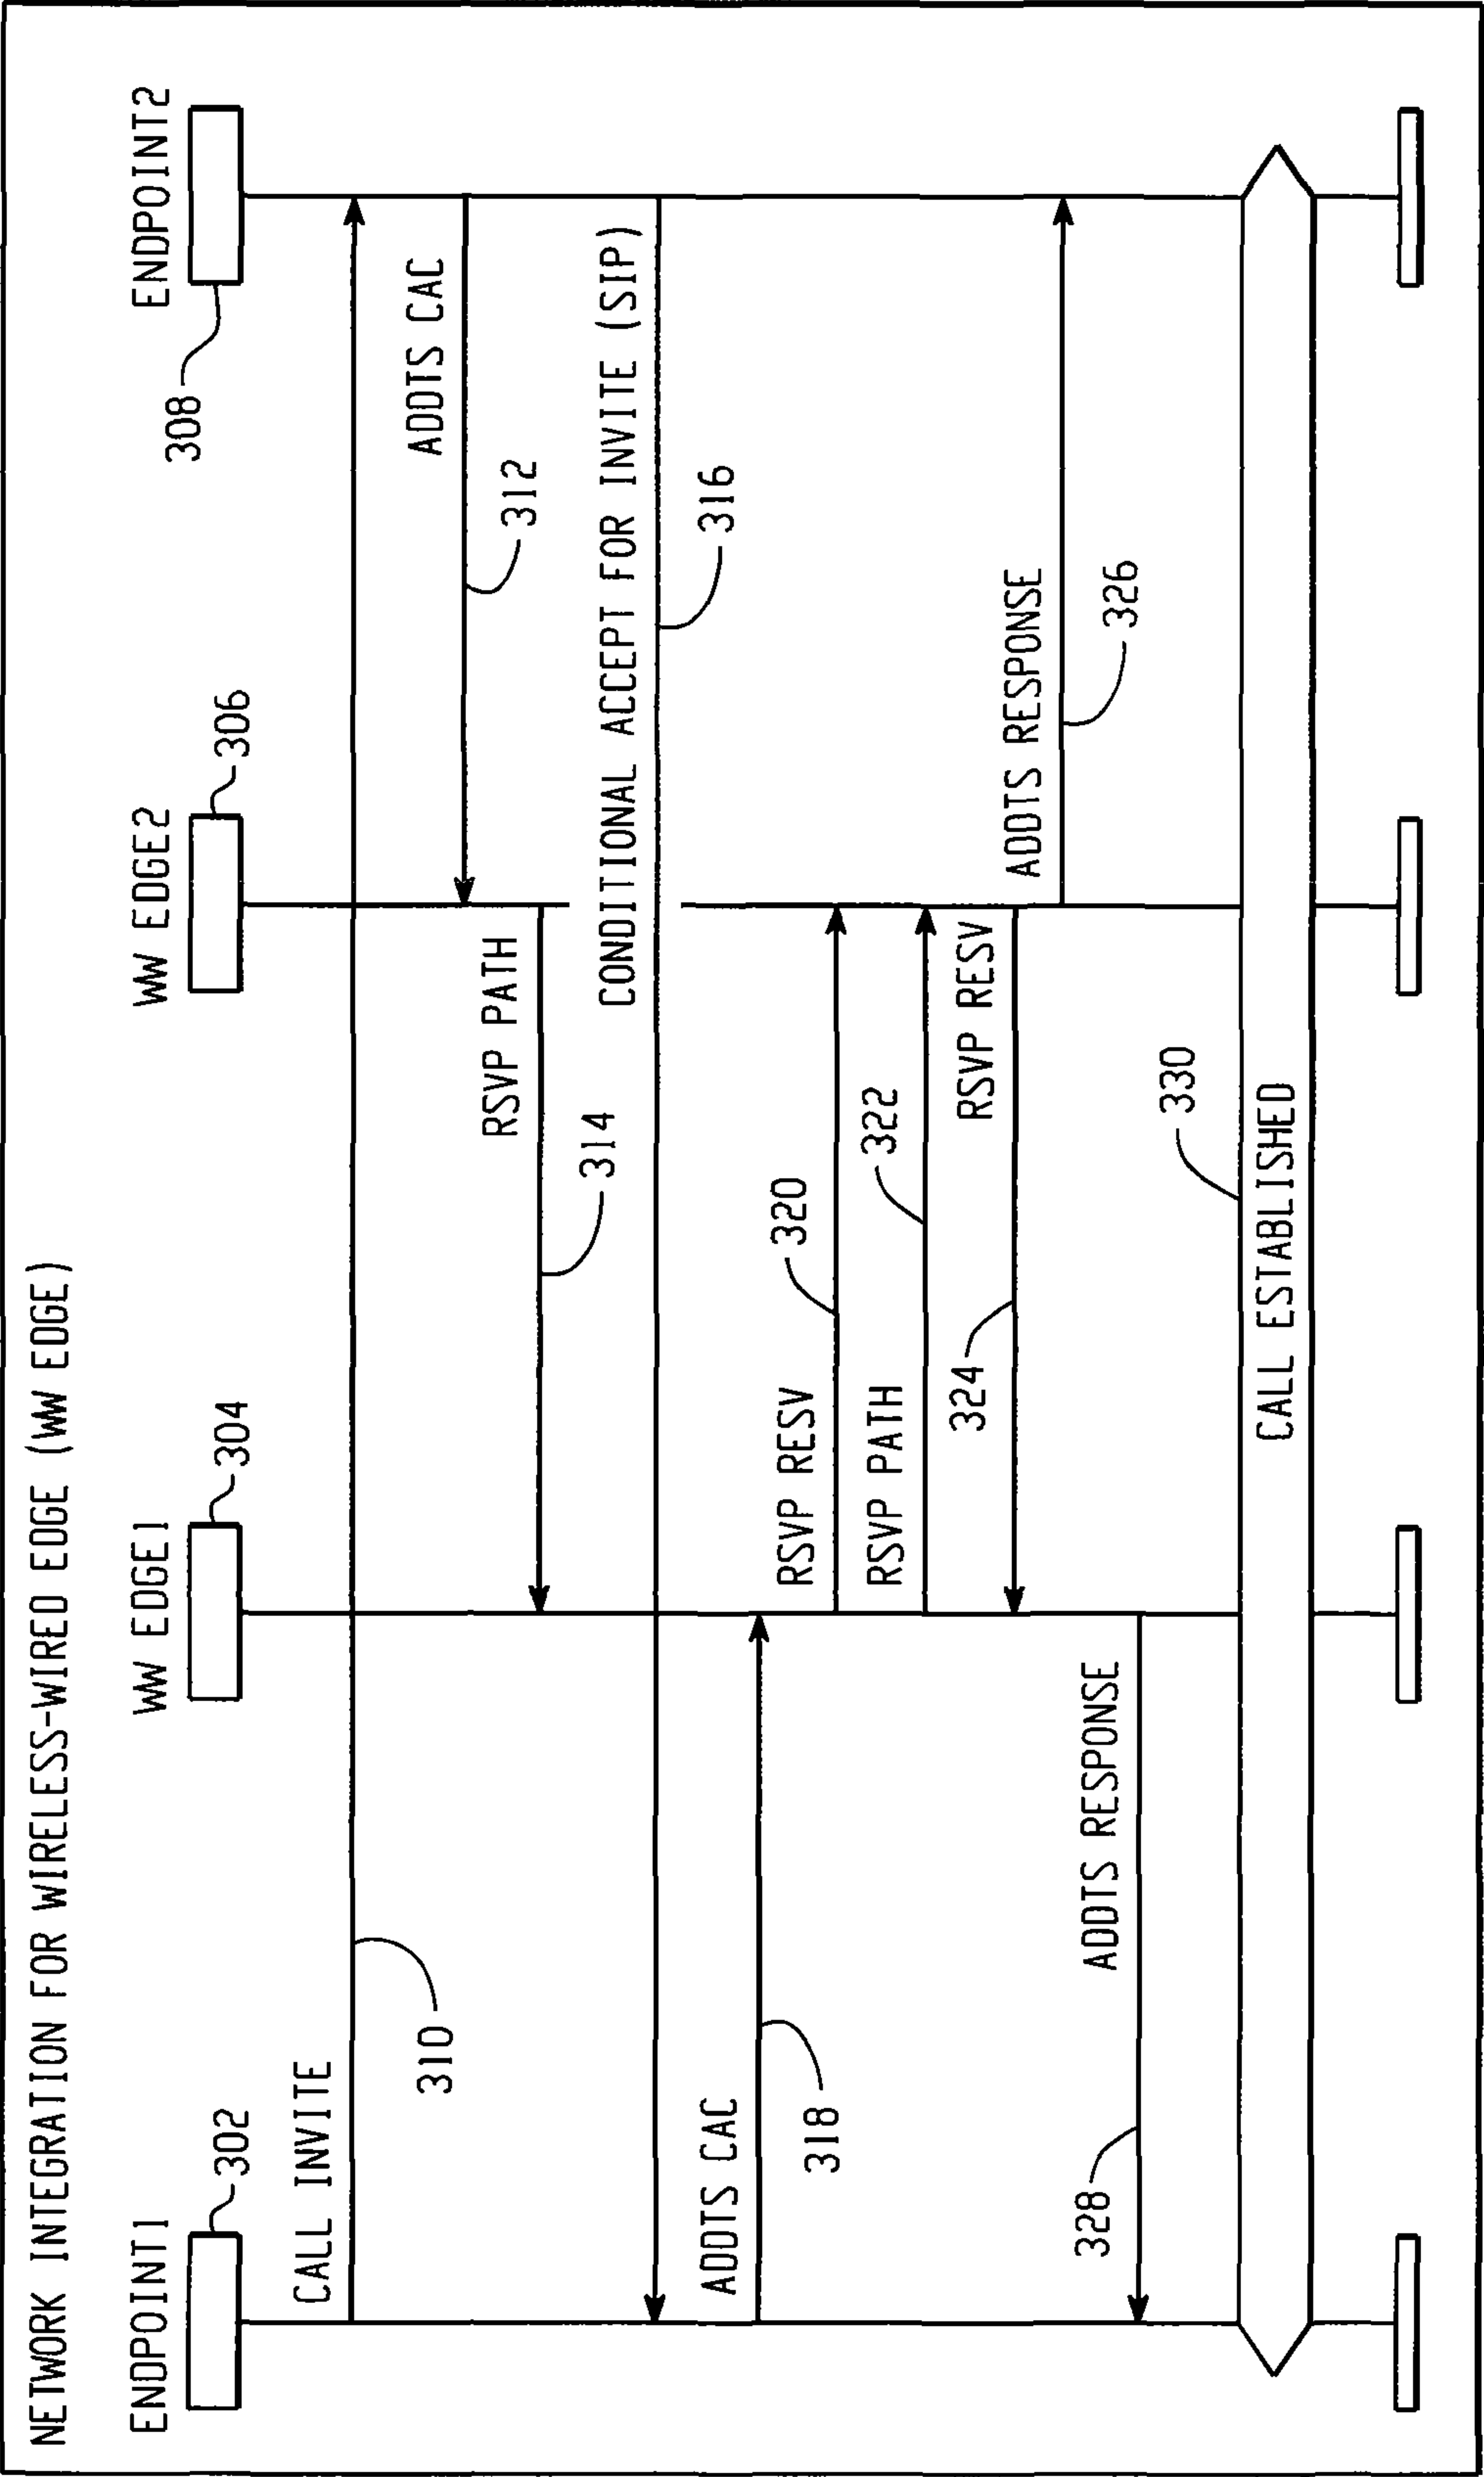 NETWORK INTEGRATION FOR WIRELESS-WIRED EDGE (WW EDGE)
ENDPOINT1
WW EDGE1
WW EDGE2
ENDPOINT2
302
304
306
308
CALL INVITE
310
ADDTS CAC
312
RSVP PATH
314
CONDITIONAL ACCEPT FOR INVITE (SIP)
316
ADDTS CAC
318
RSVP RESV
320
RSVP PATH
322
RSVP RESV
324
ADDTS RESPONSE
326
ADDTS RESPONSE
328
330
CALL ESTABLISHED